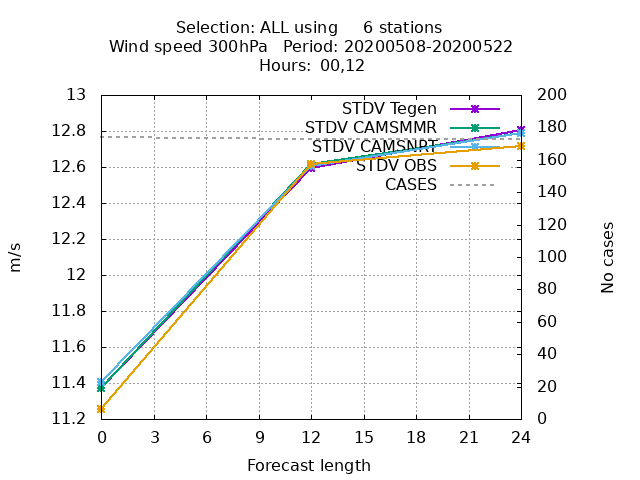 Selection: ALL using 6 stations
Wind speed 300hPa Period: 20200508-20200522
Hours: 00,12
13
12.8
12.6
12.4
12.2
12
11.8
11.6
11.4
11.2
200
180
160
140
120
100
80
60
40
20
0
STDV Tegen
STDV CAMSMMR
STDV CAMSNRT
STDV OBS
CASES
m/s
No cases
0 3 6 9 12 15 18 21 24
Forecast length